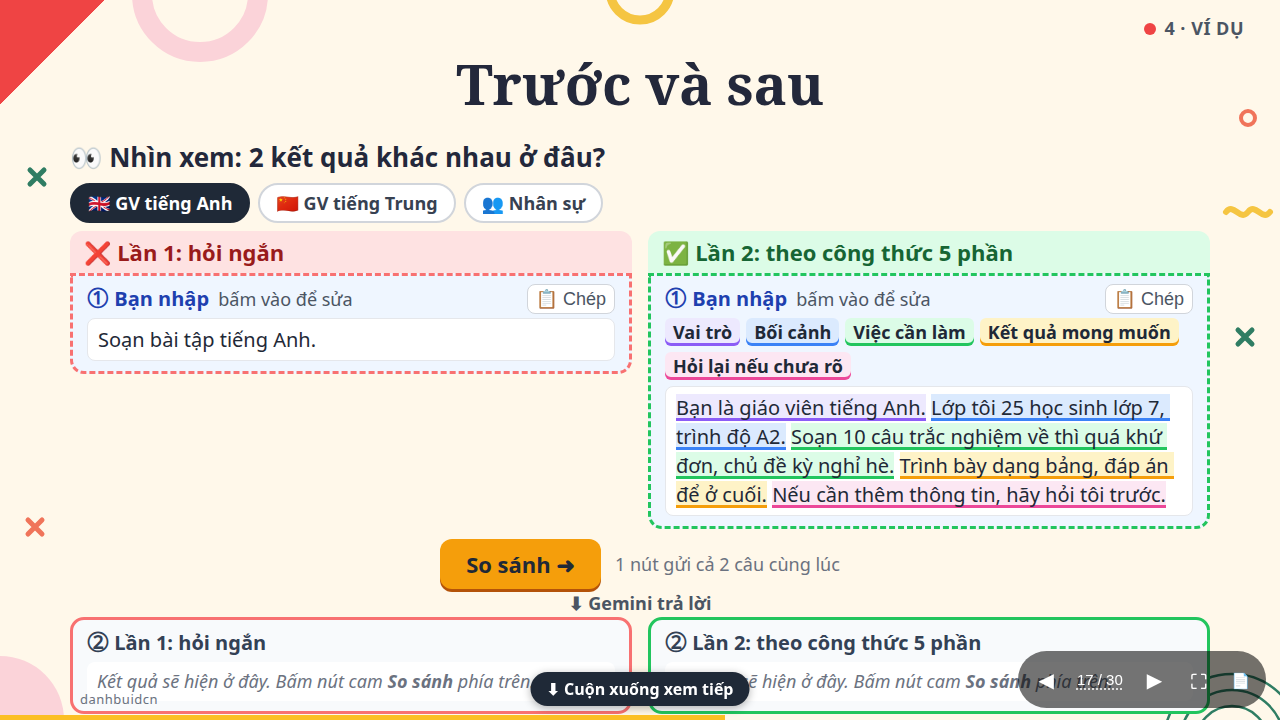 4 · VÍ DỤ
Trước và sau
👀 Nhìn xem: 2 kết quả khác nhau ở đâu?
🇬🇧 GV tiếng Anh 🇨🇳 GV tiếng Trung 👥 Nhân sự
❌ Lần 1: hỏi ngắn
① Bạn nhập bấm vào để sửa 📋 Chép
Soạn bài tập tiếng Anh.
✅ Lần 2: theo công thức 5 phần
① Bạn nhập bấm vào để sửa 📋 Chép
Vai trò Bối cảnh Việc cần làm Kết quả mong muốn
Hỏi lại nếu chưa rõ
Bạn là giáo viên tiếng Anh. Lớp tôi 25 học sinh lớp 7,
trình độ A2. Soạn 10 câu trắc nghiệm về thì quá khứ
đơn, chủ đề kỳ nghỉ hè. Trình bày dạng bảng, đáp án
để ở cuối. Nếu cần thêm thông tin, hãy hỏi tôi trước.
So sánh ➜ 1 nút gửi cả 2 câu cùng lúc
⬇ Gemini trả lời
② Lần 1: hỏi ngắn
Kết quả sẽ hiện ở đây. Bấm nút cam So sánh phía trên
② Lần 2: theo công thức 5 phần
hiện ở đây. Bấm nút cam So sánh phía
⬇ Cuộn xuống xem tiếp
◀ 17 / 30 ▶
danhbuidcn